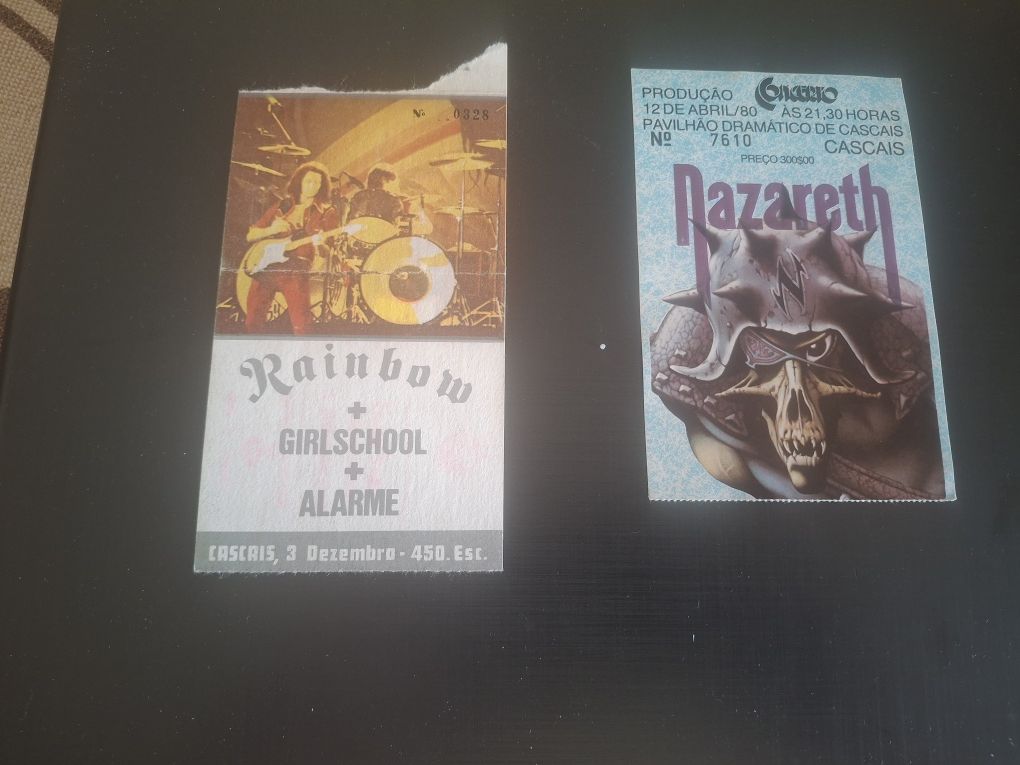 Nº 0328
Rainbow
+
GIRLSCHOOL
+
ALARME
CASCAIS, 3 Dezembro - 450. Esc.
PRODUÇÃO Concerto
12 DE ABRIL/80 ÀS 21,30 HORAS
PAVILHÃO DRAMÁTICO DE CASCAIS
Nº 7610 CASCAIS
PREÇO 300$00
Nazareth
N